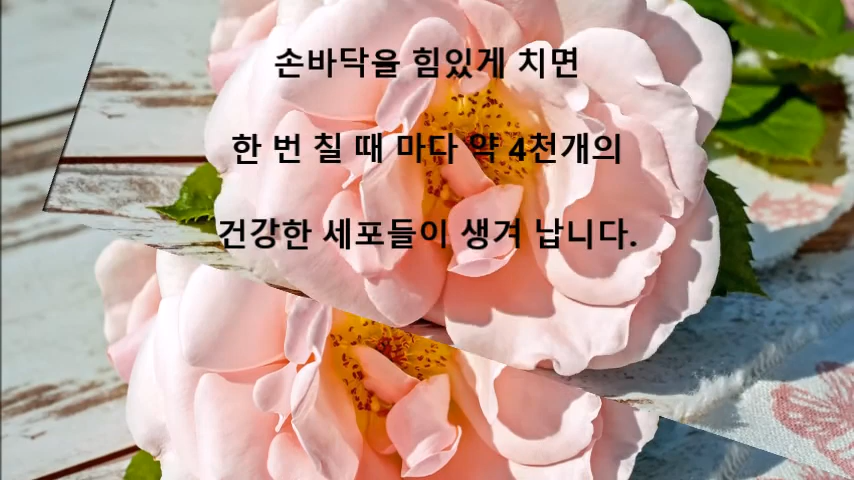 손바닥을 힘있게 치면
한 번 칠 때 마다 약 4천개의
건강한 세포들이 생겨 납니다.